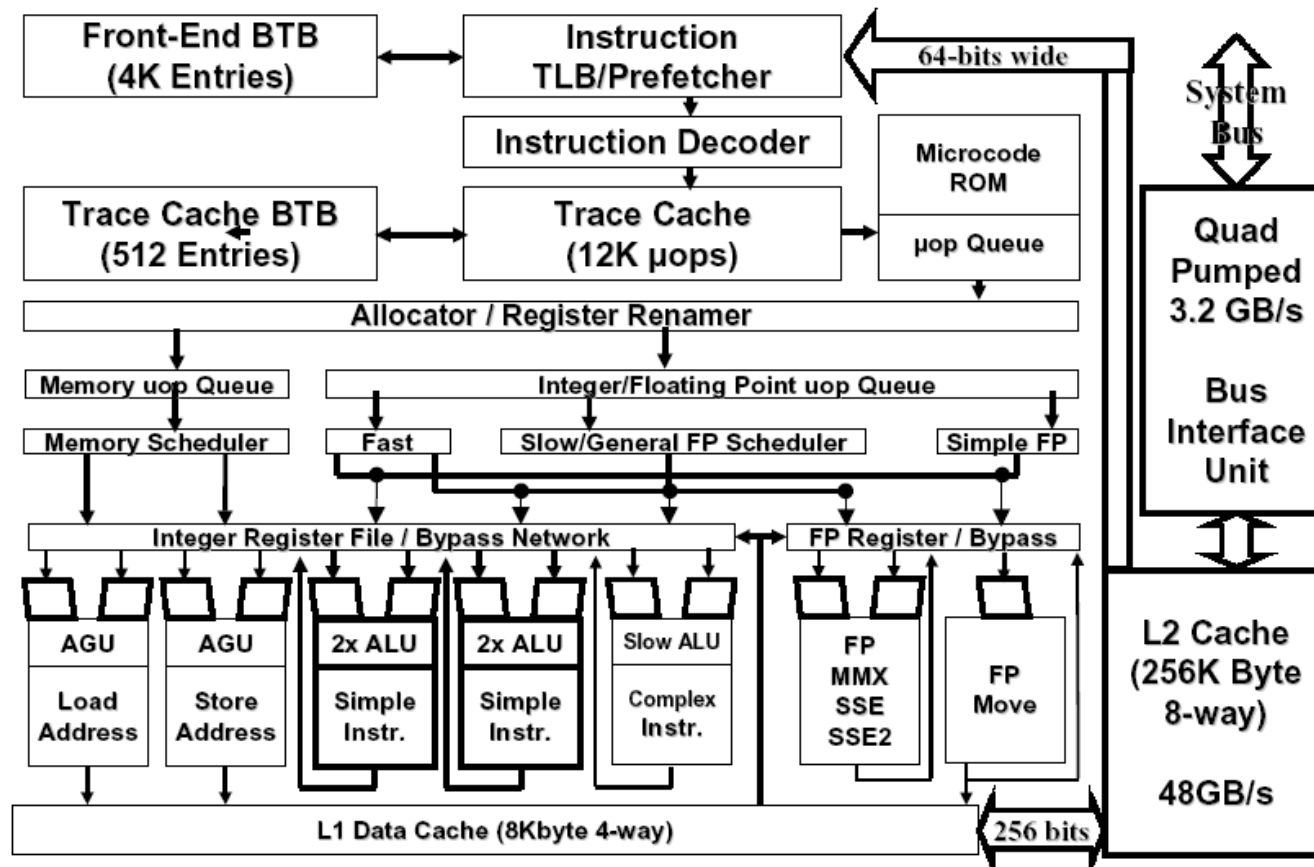 Front-End BTB
(4K Entries)
Instruction
TLB/Prefetcher
64-bits wide
System
Bus
Instruction Decoder
Microcode
ROM
Trace Cache BTB
(512 Entries)
Trace Cache
(12K µops)
µop Queue
Quad
Pumped
3.2 GB/s
Bus
Interface
Unit
Allocator / Register Renamer
Memory uop Queue
Integer/Floating Point uop Queue
Memory Scheduler
Fast
Slow/General FP Scheduler
Simple FP
Integer Register File / Bypass Network
FP Register / Bypass
AGU
Load
Address
AGU
Store
Address
2x ALU
Simple
Instr.
2x ALU
Simple
Instr.
Slow ALU
Complex
Instr.
FP
MMX
SSE
SSE2
FP
Move
L2 Cache
(256K Byte
8-way)
48GB/s
L1 Data Cache (8Kbyte 4-way)
256 bits